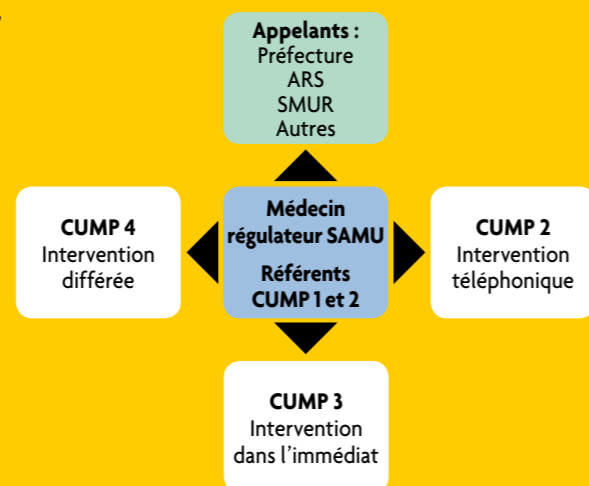 Appelants :
Préfecture
ARS
SMUR
Autres
CUMP 4
Intervention
différée
Médecin
régulateur SAMU
Référents
CUMP 1 et 2
CUMP 2
Intervention
téléphonique
CUMP 3
Intervention
dans l’immédiat